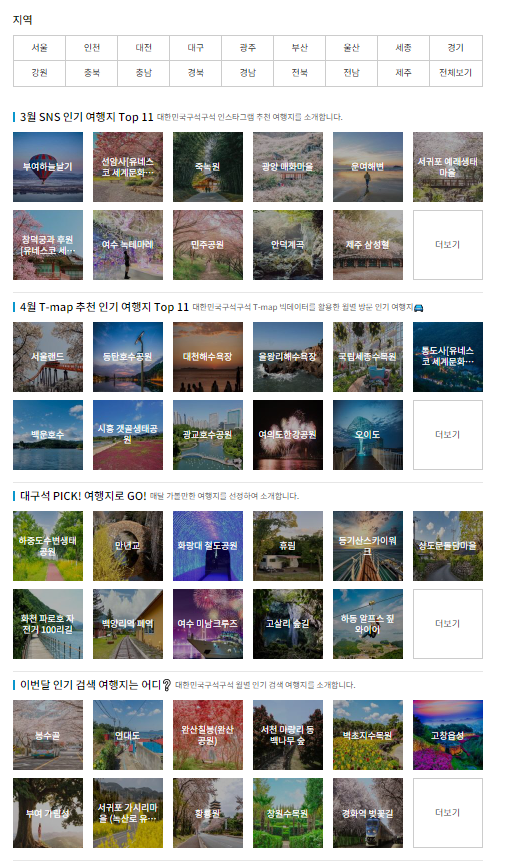 지역
서울 인천 대전 대구 광주 부산 울산 세종 경기
강원 충북 충남 경북 경남 전북 전남 제주 전체보기
3월 SNS 인기 여행지 Top 11 대한민국구석구석 인스타그램 추천 여행지를 소개합니다.
부여하늘날기 선암사[유네스 죽녹원 광양 매화마을 운여해변 서귀포 예래생태
코 세계문화… 마을
창덕궁과 후원 여수 녹테마레 민주공원 안덕계곡 제주 삼성혈 더보기
[유네스코 세…
4월 T-map 추천 인기 여행지 Top 11 대한민국구석구석 T-map 빅데이터를 활용한 월별 방문 인기 여행지
서울랜드 동탄호수공원 대천해수욕장 을왕리해수욕장 국립세종수목원 통도사[유네스
코 세계문화…
백운호수 시흥 갯골생태공 광교호수공원 여의도한강공원 오이도 더보기
원
대구석 PICK! 여행지로 GO! 매달 가볼만한 여행지를 선정하여 소개합니다.
하중도수변생태 만년교 화랑대 철도공원 휴림 등기산스카이워 상도문돌담마을
공원 크
화천 파로호 자 백양리역 폐역 여수 미남크루즈 고살리 숲길 하동 알프스 짚 더보기
전거 100리길 와이어
이번달 인기 검색 여행지는 어디 대한민국구석구석 월별 인기 검색 여행지를 소개합니다.
봉수골 연대도 완산칠봉(완산 서천 마량리 동 벽초지수목원 고창읍성
공원) 백나무 숲
부여 가림성 서귀포 가시리마 황룡원 창원수목원 경화역 벚꽃길 더보기
을 (녹산로 유…